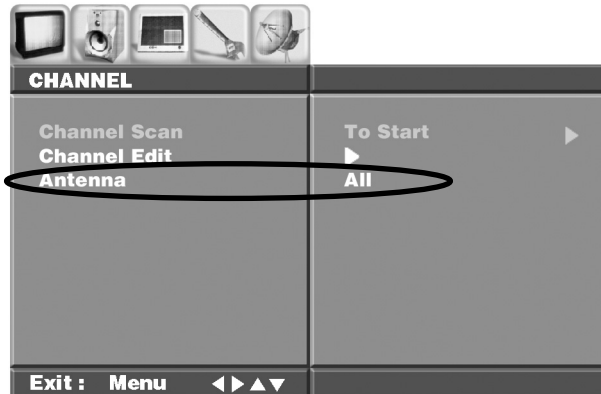 CHANNEL
Channel Scan To Start ▶
Channel Edit ▶
Antenna All
Exit : Menu ◀▶▲▼